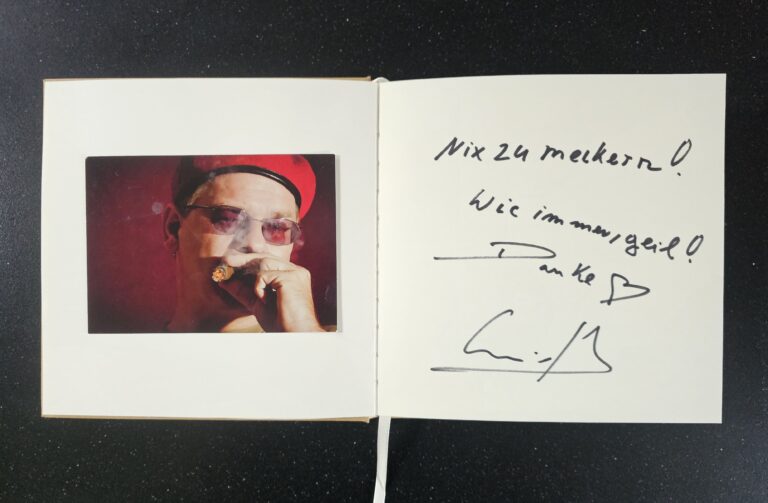 Nix zu meckern!
Wie immer, geil!
Danke